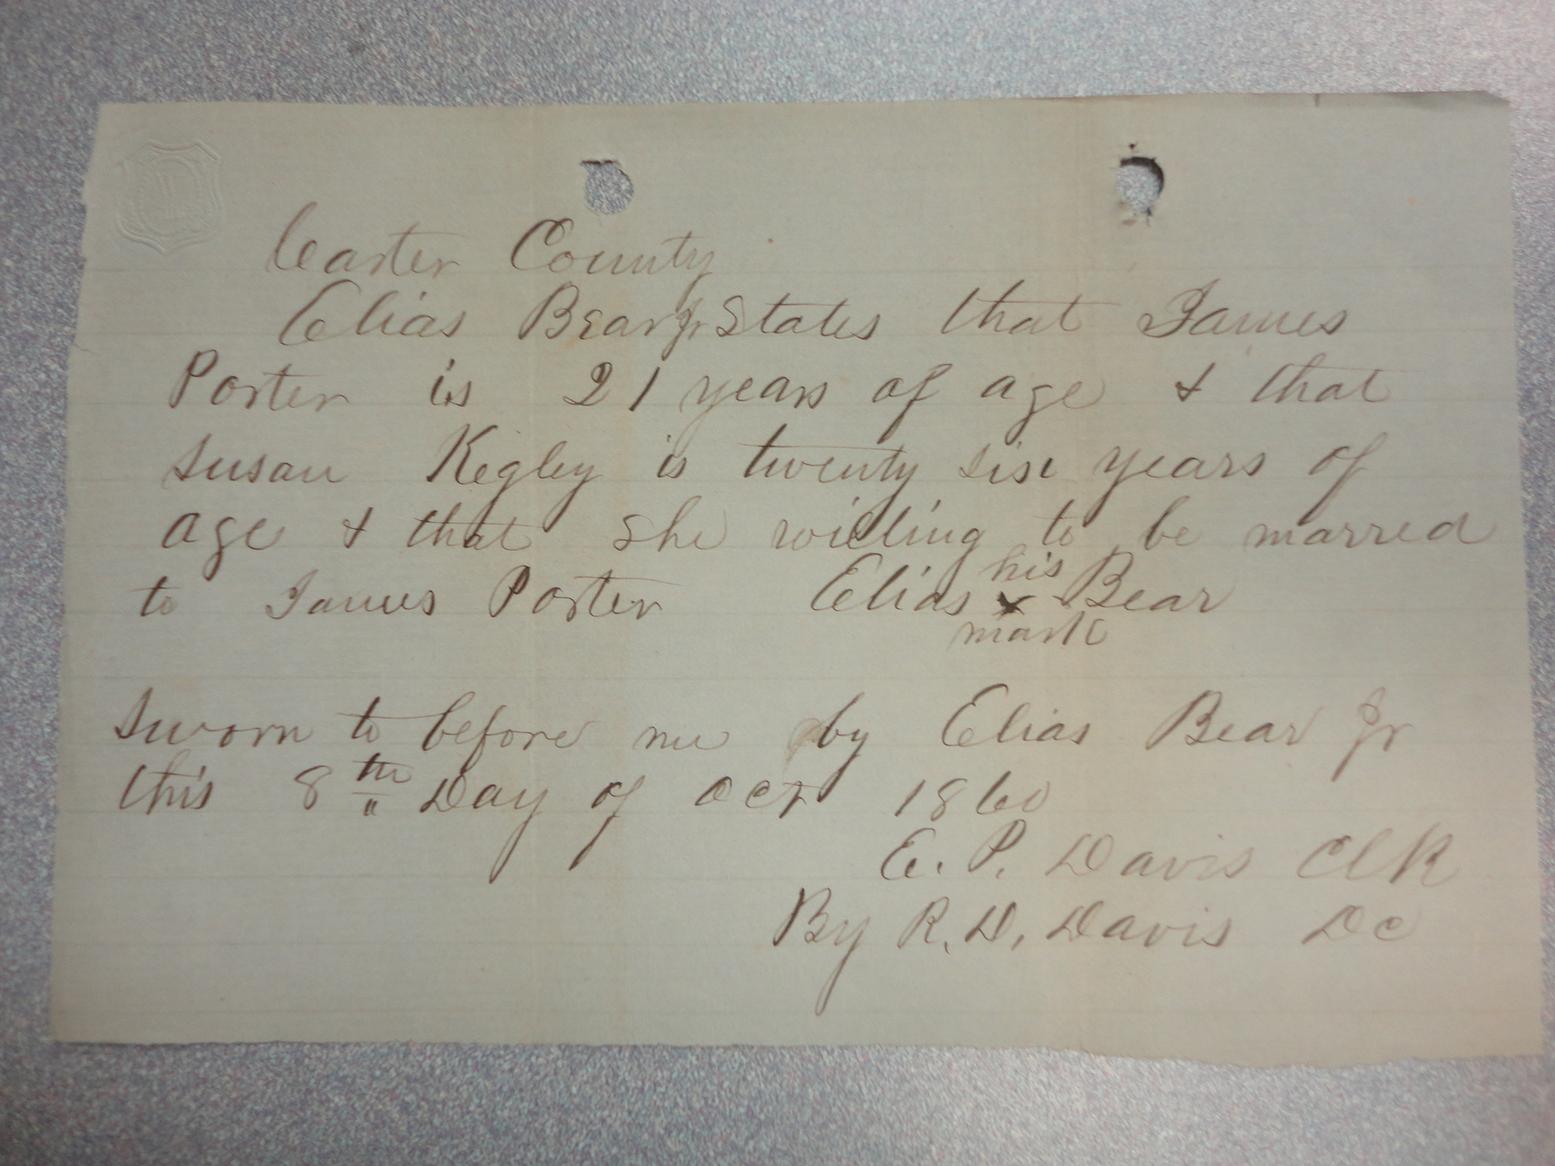 Carter County
Elias Bear Jr States that James
Porter is 21 years of age & that
Susan Kegley is twenty six years of
age & that she willing to be marred
to James Porter Elias his x mark Bear
Sworn to before me by Elias Bear Jr
this 8th Day of Oct 1860
E. P. Davis Clk
By R. D. Davis DC